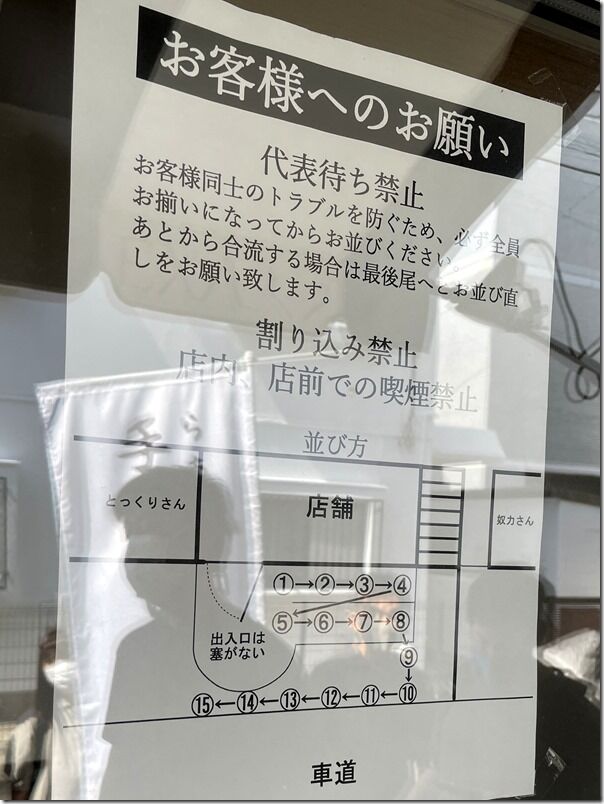 お客様へのお願い
代表待ち禁止
お客様同士のトラブルを防ぐため、必ず全員
お揃いになってからお並びください。
あとから合流する場合は最後尾へとお並び直
しをお願い致します。
割り込み禁止
店内、店前での喫煙禁止
並び方
とっくりさん
店舗
奴力さん
①→②→③→④
⑤→⑥→⑦→⑧
出入口は
塞がない
⑨
⑮←⑭←⑬←⑫←⑪←⑩
車道